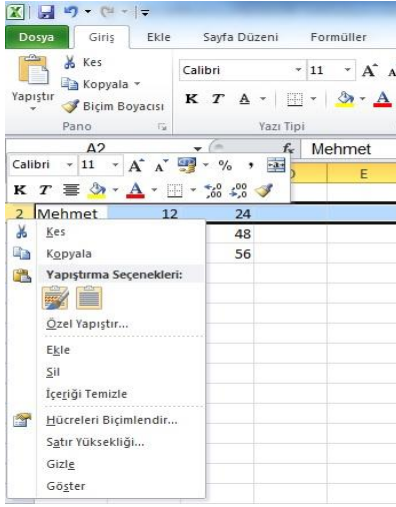 Dosya Giriş Ekle Sayfa Düzeni Formüller
Yapıştır
Kes
Kopyala
Biçim Boyacısı
Pano
Calibri 11 A A
K T A A
Yazı Tipi
A2 fx Mehmet
Calibri 11 A A % ,
K T A
E
2 Mehmet 12 24
48
56
Kes
Kopyala
Yapıştırma Seçenekleri:
Özel Yapıştır...
Ekle
Sil
İçeriği Temizle
Hücreleri Biçimlendir...
Satır Yüksekliği...
Gizle
Göster